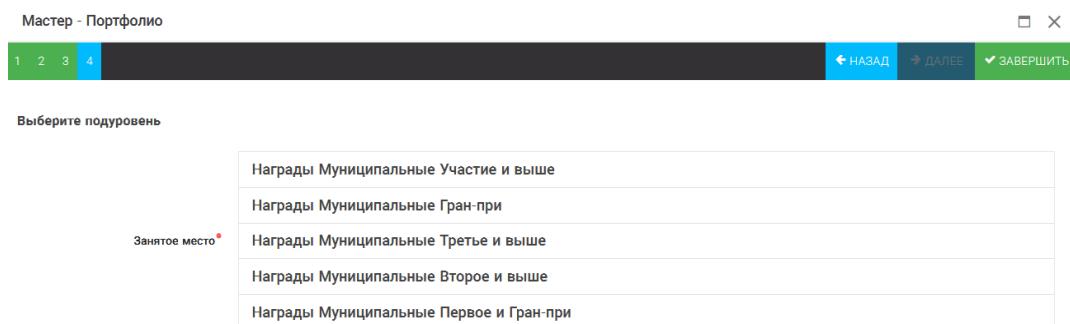 Мастер - Портфолио
1 2 3 4 НАЗАД ДАЛЕЕ ЗАВЕРШИТЬ
Выберите подуровень
Награды Муниципальные Участие и выше
Награды Муниципальные Гран-при
Занятое место
Награды Муниципальные Третье и выше
Награды Муниципальные Второе и выше
Награды Муниципальные Первое и Гран-при